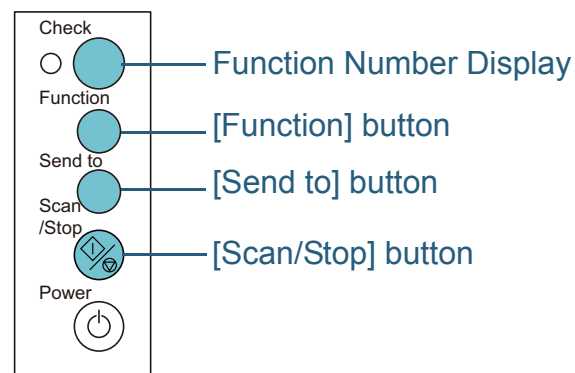 Check
Function Number Display
Function
[Function] button
Send to
[Send to] button
Scan
/Stop
[Scan/Stop] button
Power